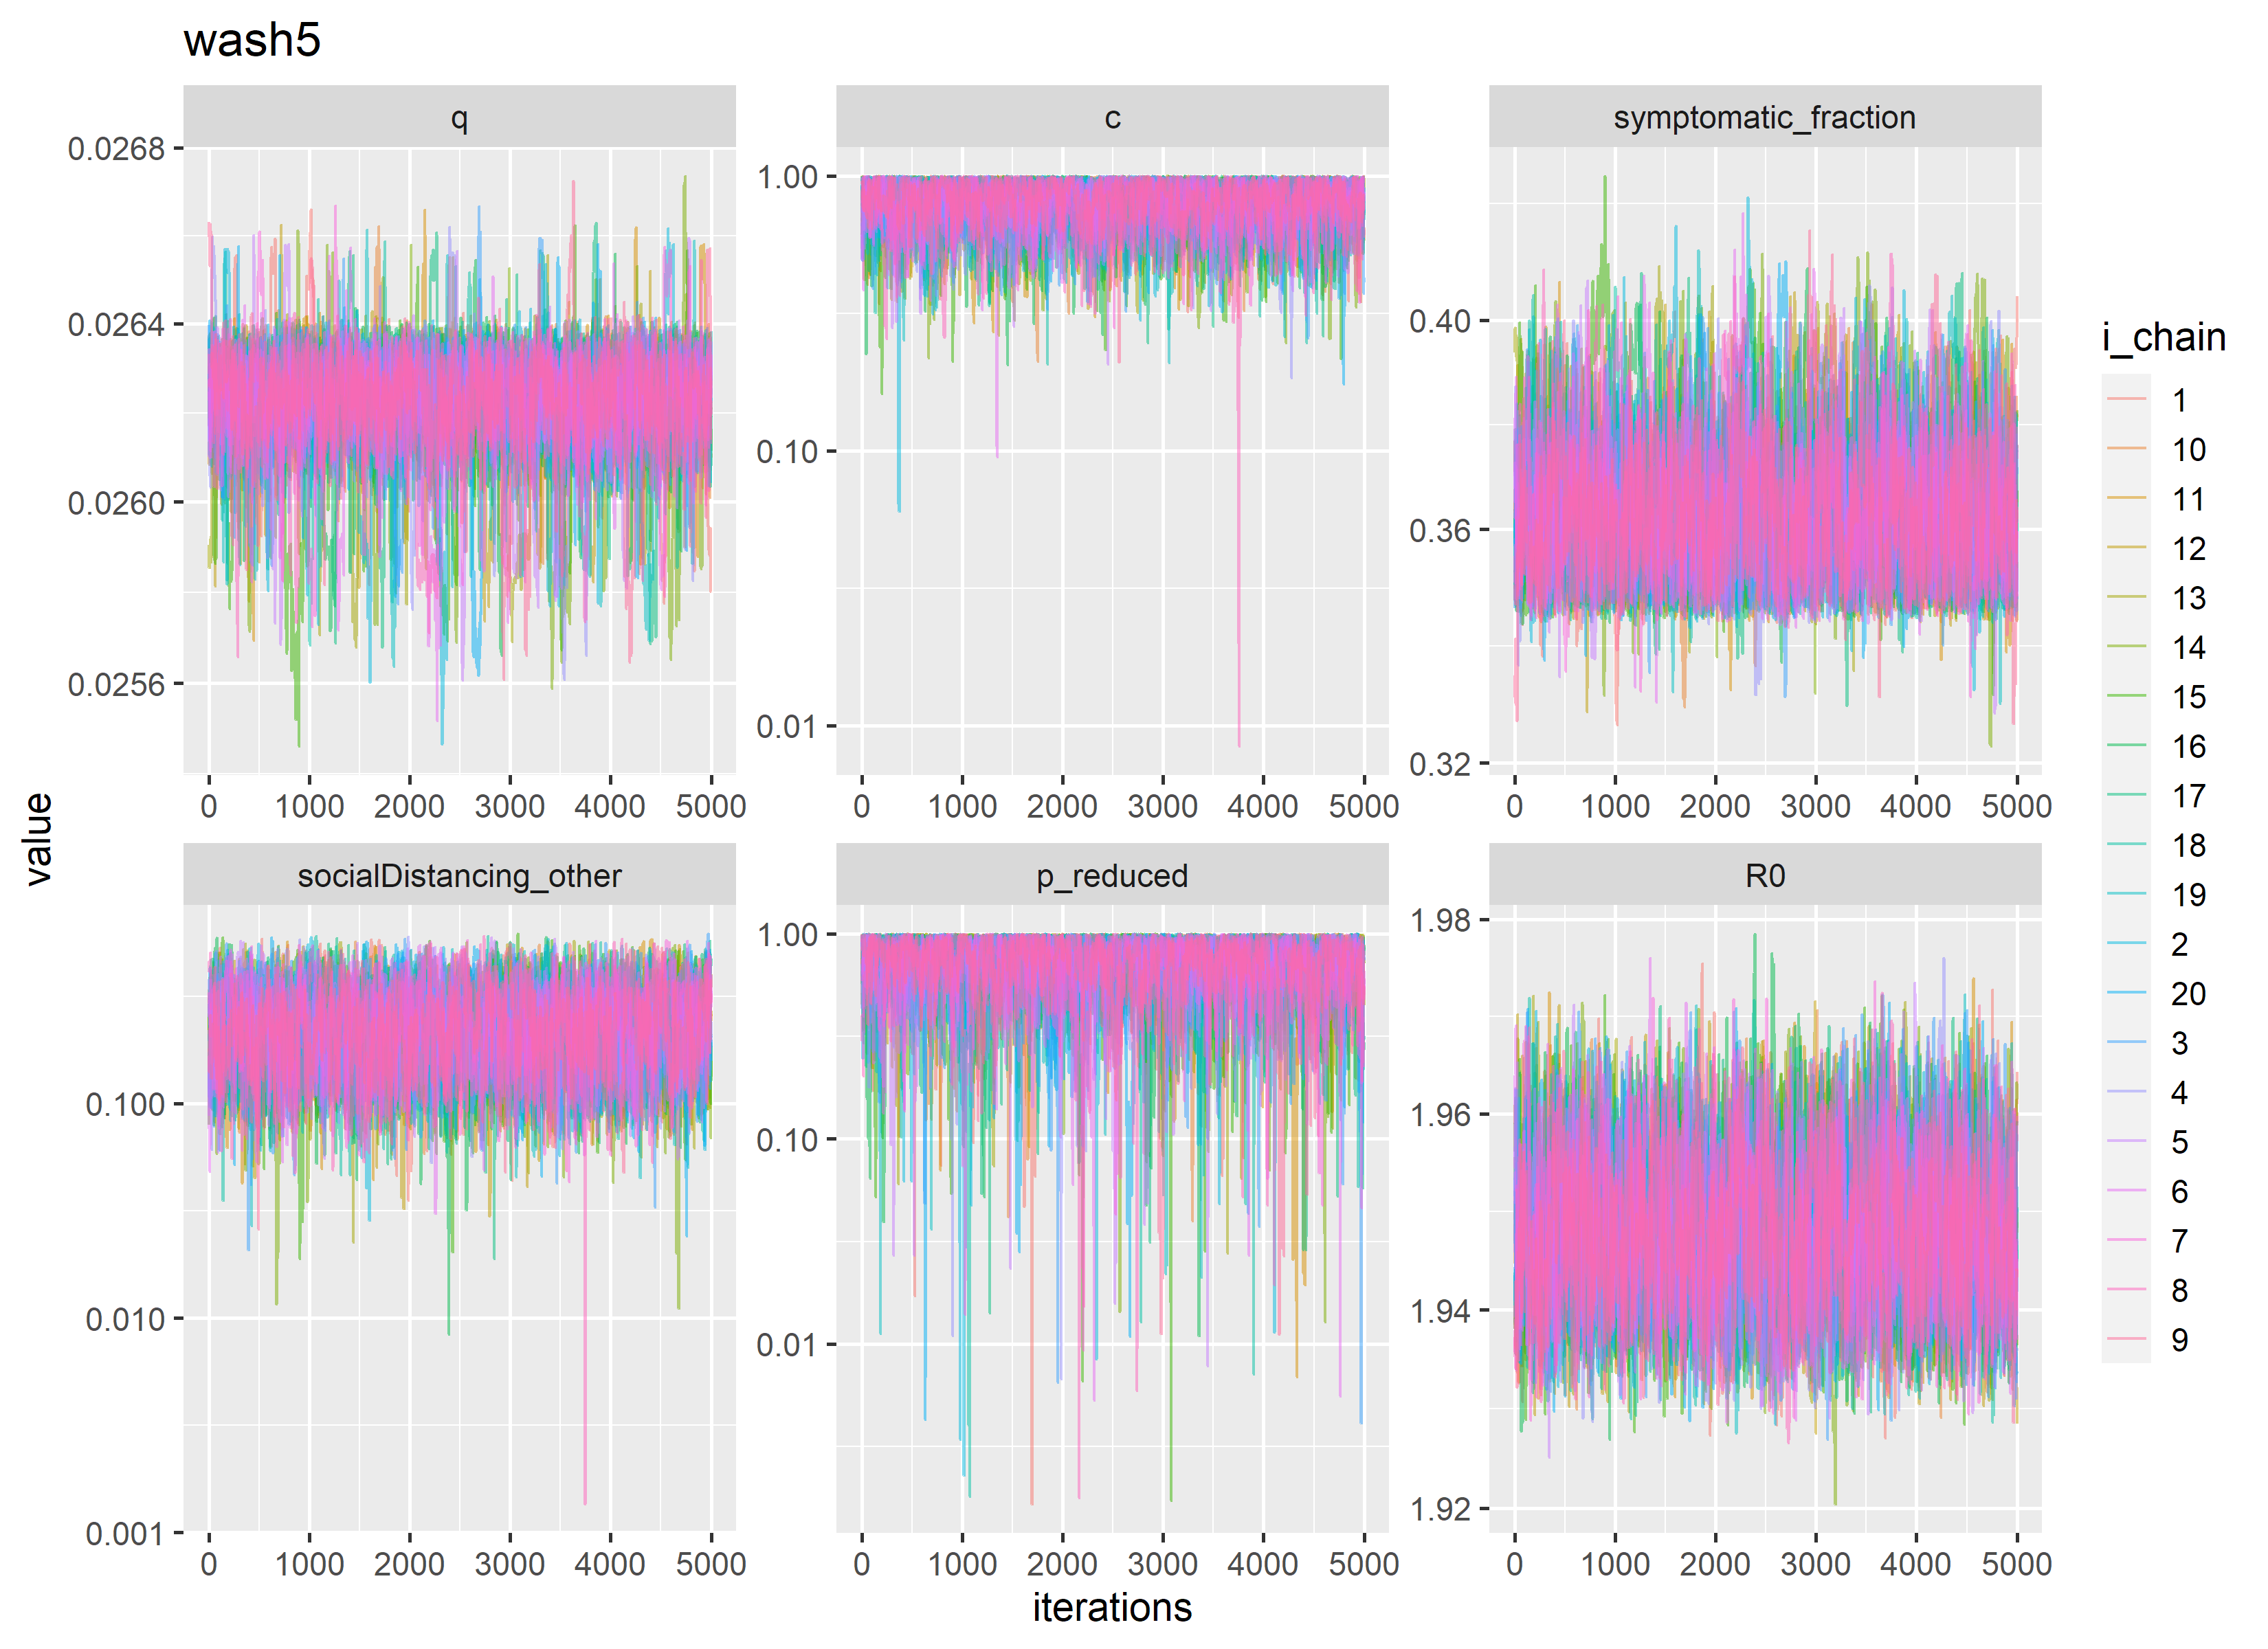 wash5
q
c
symptomatic_fraction
0.0268
0.0264
0.0260
0.0256
1.00
0.10
0.01
0.40
0.36
0.32
0 1000 2000 3000 4000 5000
0 1000 2000 3000 4000 5000
0 1000 2000 3000 4000 5000
value
socialDistancing_other
p_reduced
R0
0.100
0.010
0.001
1.00
0.10
0.01
1.98
1.96
1.94
1.92
0 1000 2000 3000 4000 5000
0 1000 2000 3000 4000 5000
0 1000 2000 3000 4000 5000
iterations
i_chain
1
10
11
12
13
14
15
16
17
18
19
2
20
3
4
5
6
7
8
9